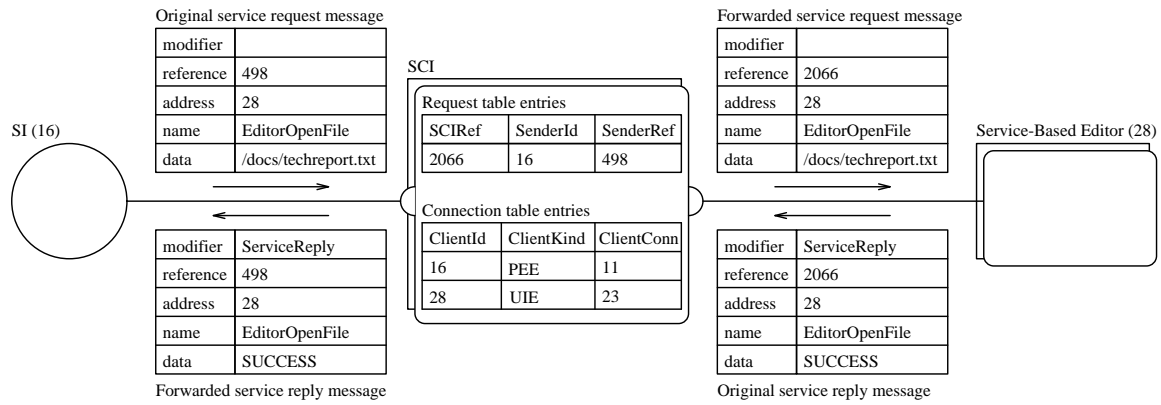 Original service request message
modifier
reference 498
address 28
name EditorOpenFile
data /docs/techreport.txt
SI (16)
modifier ServiceReply
reference 498
address 28
name EditorOpenFile
data SUCCESS
Forwarded service reply message
SCI
Request table entries
SCIRef SenderId SenderRef
2066 16 498
Connection table entries
ClientId ClientKind ClientConn
16 PEE 11
28 UIE 23
Forwarded service request message
modifier
reference 2066
address 28
name EditorOpenFile
data /docs/techreport.txt
Service-Based Editor (28)
modifier ServiceReply
reference 2066
address 28
name EditorOpenFile
data SUCCESS
Original service reply message